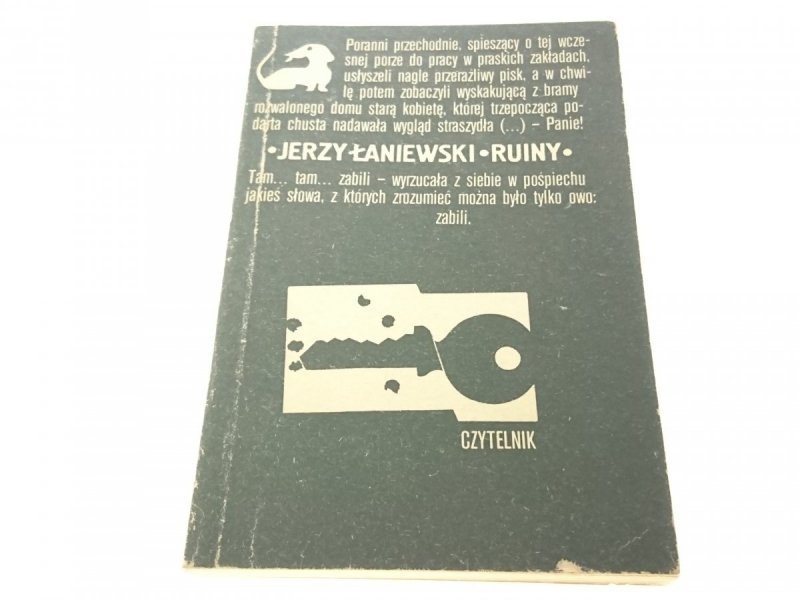 Poranni przechodnie, spieszący o tej wcze-
snej porze do pracy w praskich zakładach,
usłyszeli nagle przeraźliwy pisk, a w chwi-
lę potem zobaczyli wyskakującą z bramy
rozwalonego domu starą kobietę, której trzepocząca po-
darta chusta nadawała wygląd straszydła (...) – Panie!
•JERZY ŁANIEWSKI•RUINY•
Tam... tam... zabili – wyrzucała z siebie w pośpiechu
jakieś słowa, z których zrozumieć można było tylko owo:
zabili.
CZYTELNIK